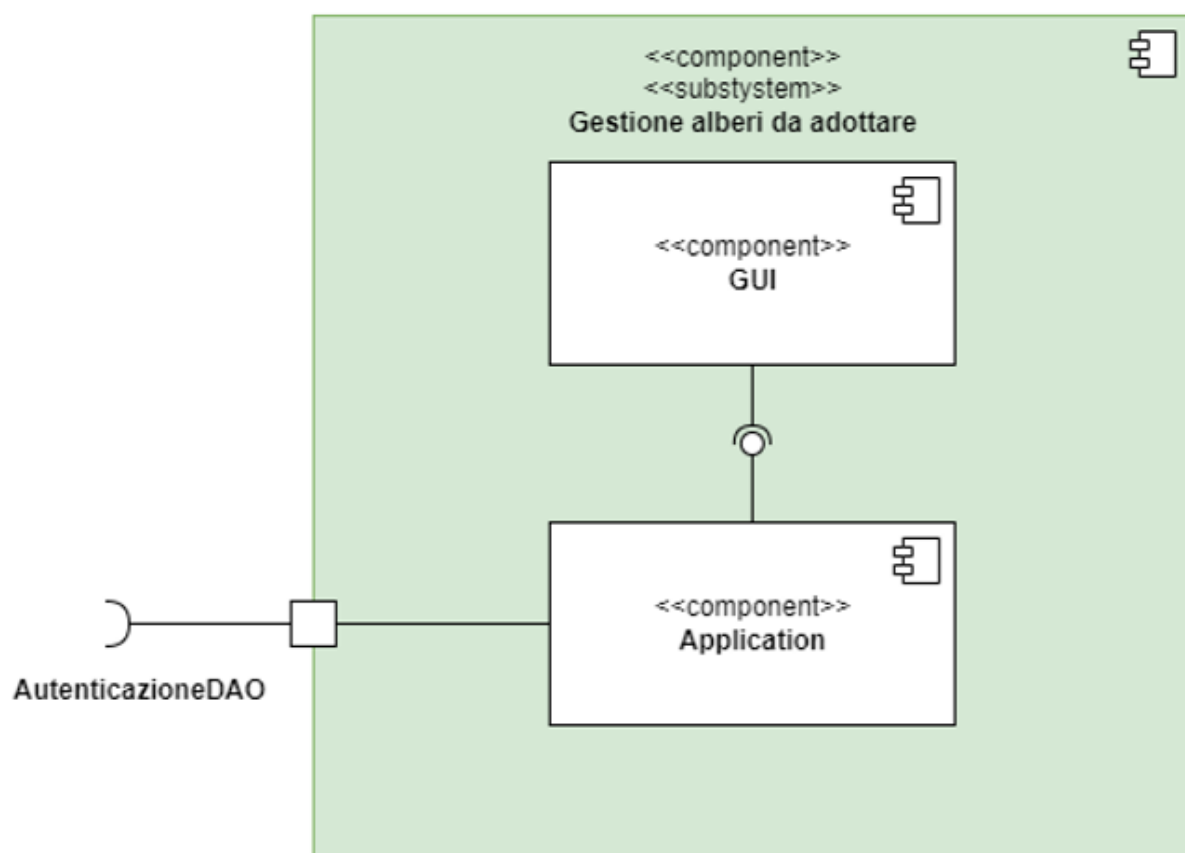 <<component>>
<<substystem>>
Gestione alberi da adottare
<<component>>
GUI
<<component>>
Application
AutenticazioneDAO